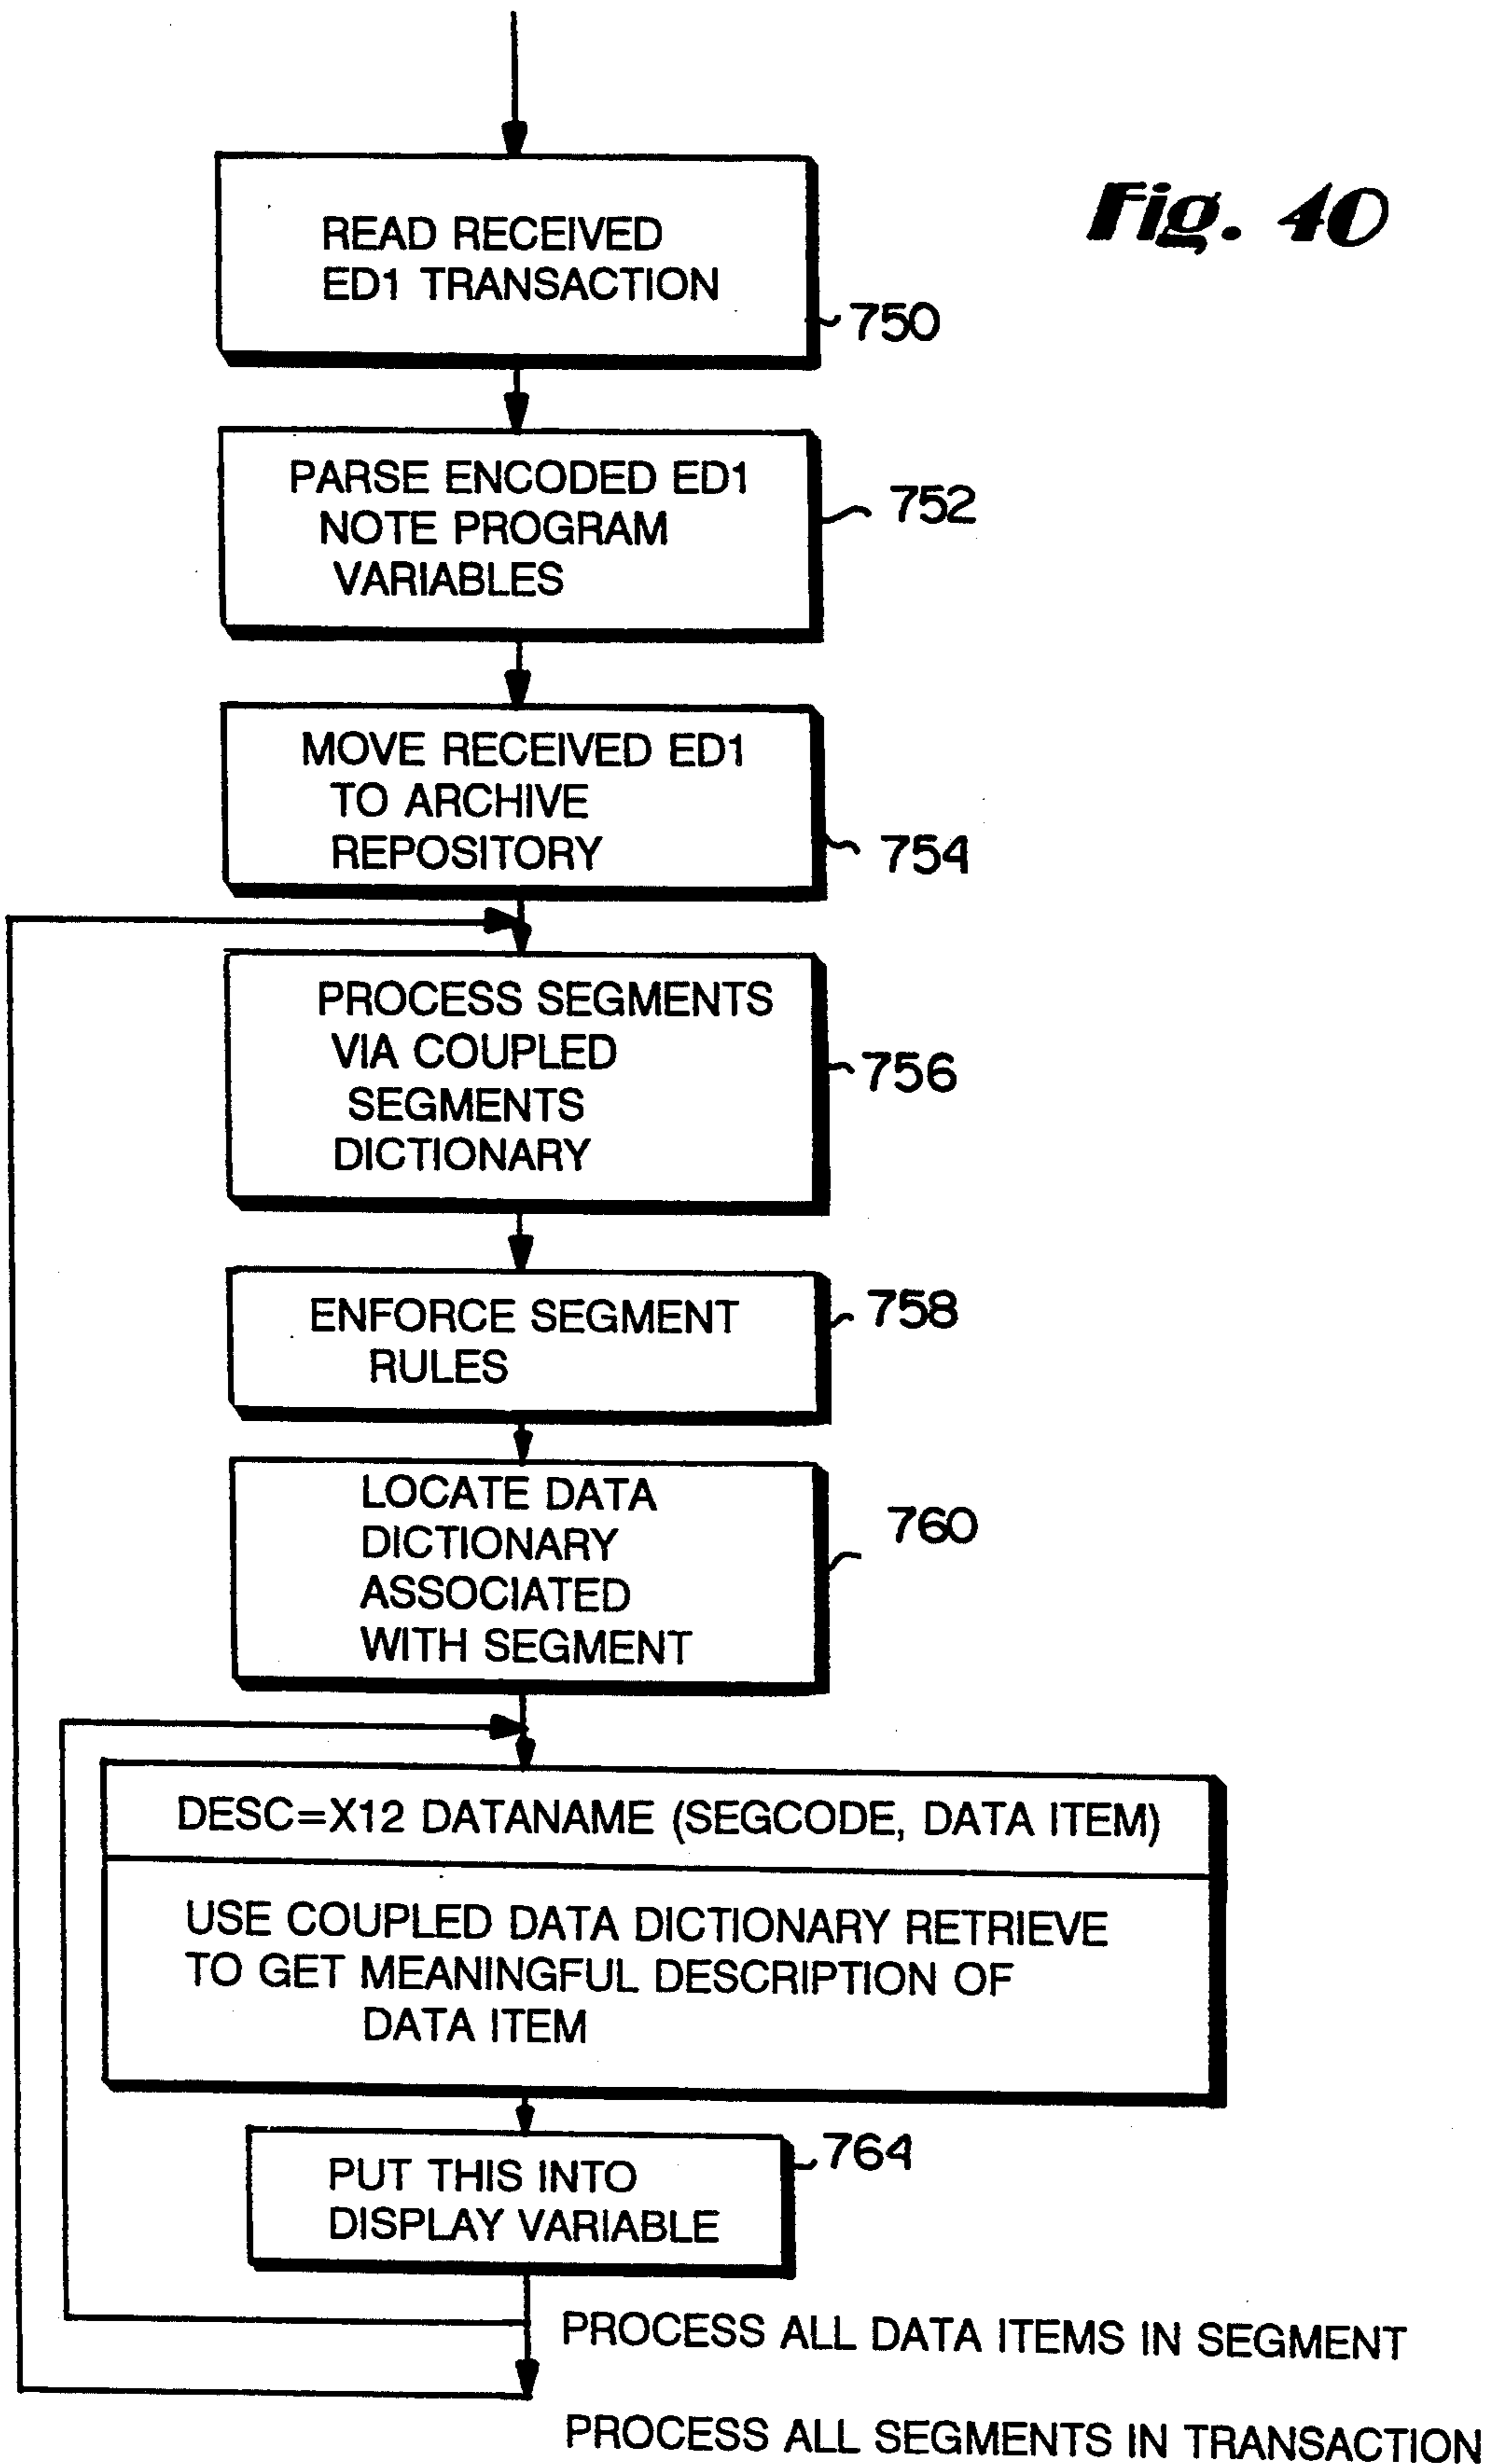 Fig. 40
READ RECEIVED
ED1 TRANSACTION
750
PARSE ENCODED ED1
NOTE PROGRAM
VARIABLES
752
MOVE RECEIVED ED1
TO ARCHIVE
REPOSITORY
754
PROCESS SEGMENTS
VIA COUPLED
SEGMENTS
DICTIONARY
756
ENFORCE SEGMENT
RULES
758
LOCATE DATA
DICTIONARY
ASSOCIATED
WITH SEGMENT
760
DESC=X12 DATANAME (SEGCODE, DATA ITEM)
USE COUPLED DATA DICTIONARY RETRIEVE
TO GET MEANINGFUL DESCRIPTION OF
DATA ITEM
PUT THIS INTO
DISPLAY VARIABLE
764
PROCESS ALL DATA ITEMS IN SEGMENT
PROCESS ALL SEGMENTS IN TRANSACTION